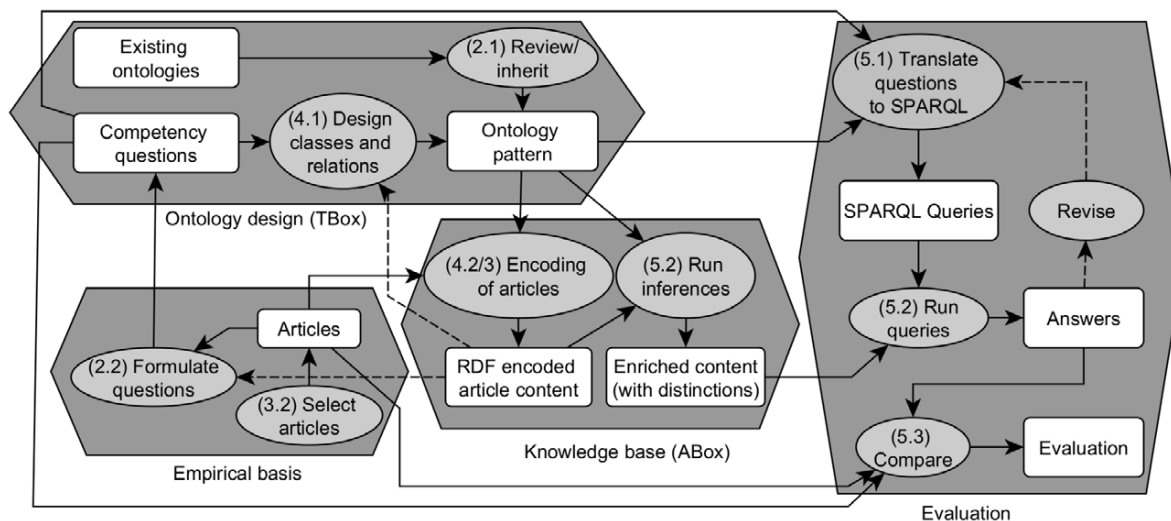 Existing
ontologies
(2.1) Review/
inherit
Competency
questions
(4.1) Design
classes and
relations
Ontology
pattern
Ontology design (TBox)
(4.2/3) Encoding
of articles
(5.2) Run
inferences
RDF encoded
article content
Enriched content
(with distinctions)
Knowledge base (ABox)
Articles
(2.2) Formulate
questions
(3.2) Select
articles
Empirical basis
(5.1) Translate
questions
to SPARQL
SPARQL Queries
Revise
(5.2) Run
queries
Answers
(5.3)
Compare
Evaluation
Evaluation